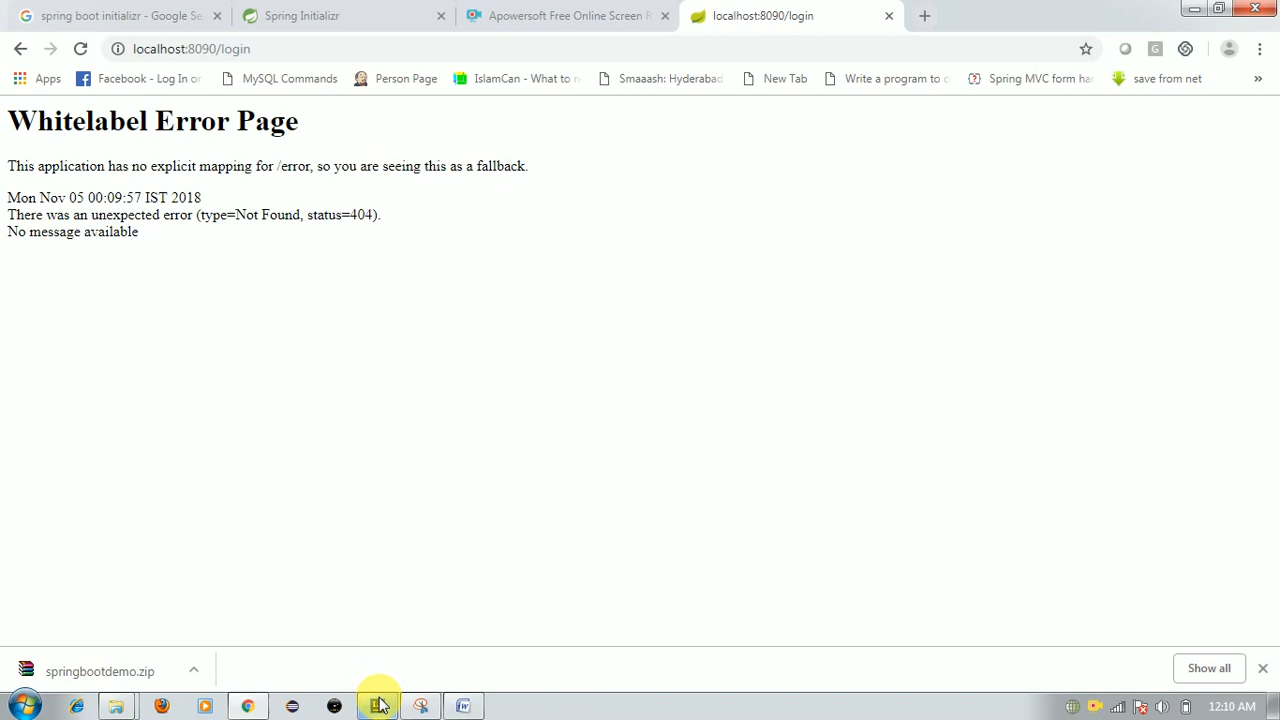 spring boot initializr - Google Se
Spring Initializr
Apowersoft Free Online Screen R
localhost:8090/login
localhost:8090/login
Apps
Facebook - Log In or
MySQL Commands
Person Page
IslamCan - What to n
Smaaash: Hyderabad
New Tab
Write a program to c
Spring MVC form han
save from net
»
Whitelabel Error Page
This application has no explicit mapping for /error, so you are seeing this as a fallback.
Mon Nov 05 00:09:57 IST 2018
There was an unexpected error (type=Not Found, status=404).
No message available
springbootdemo.zip
Show all
12:10 AM